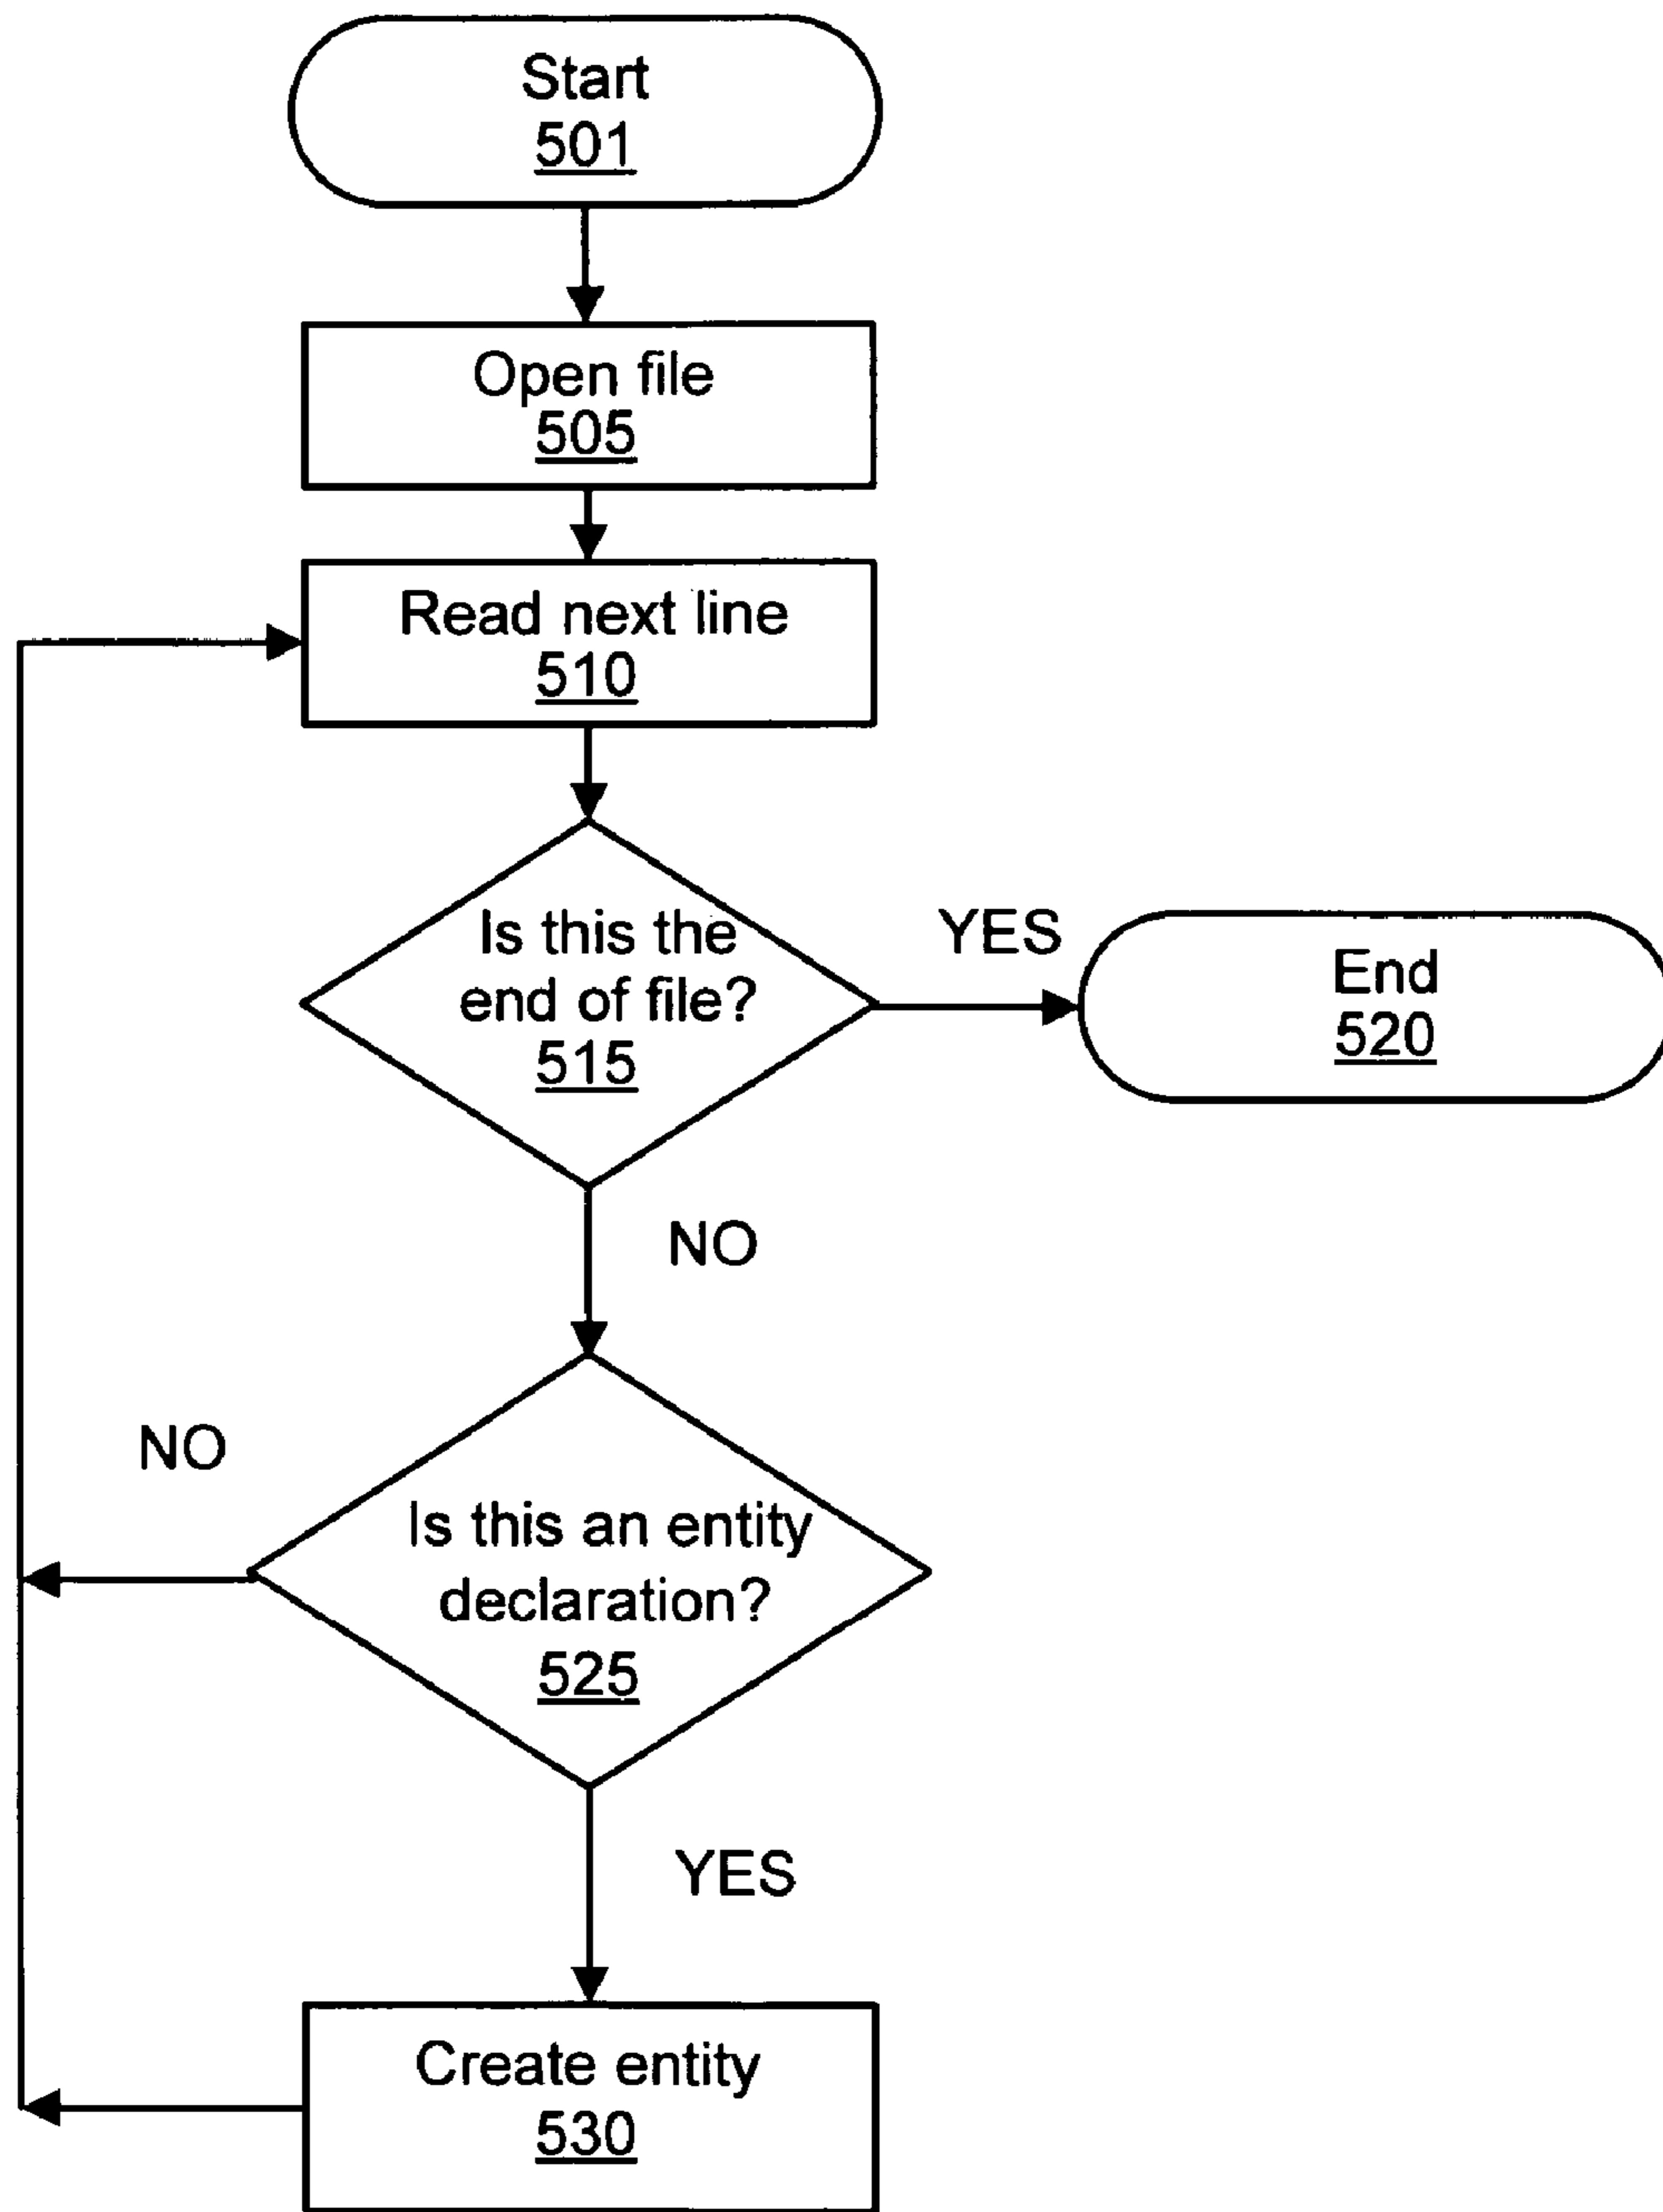 Start
501
Open file
505
Read next line
510
Is this the
end of file?
515
YES
End
520
NO
NO
Is this an entity
declaration?
525
YES
Create entity
530